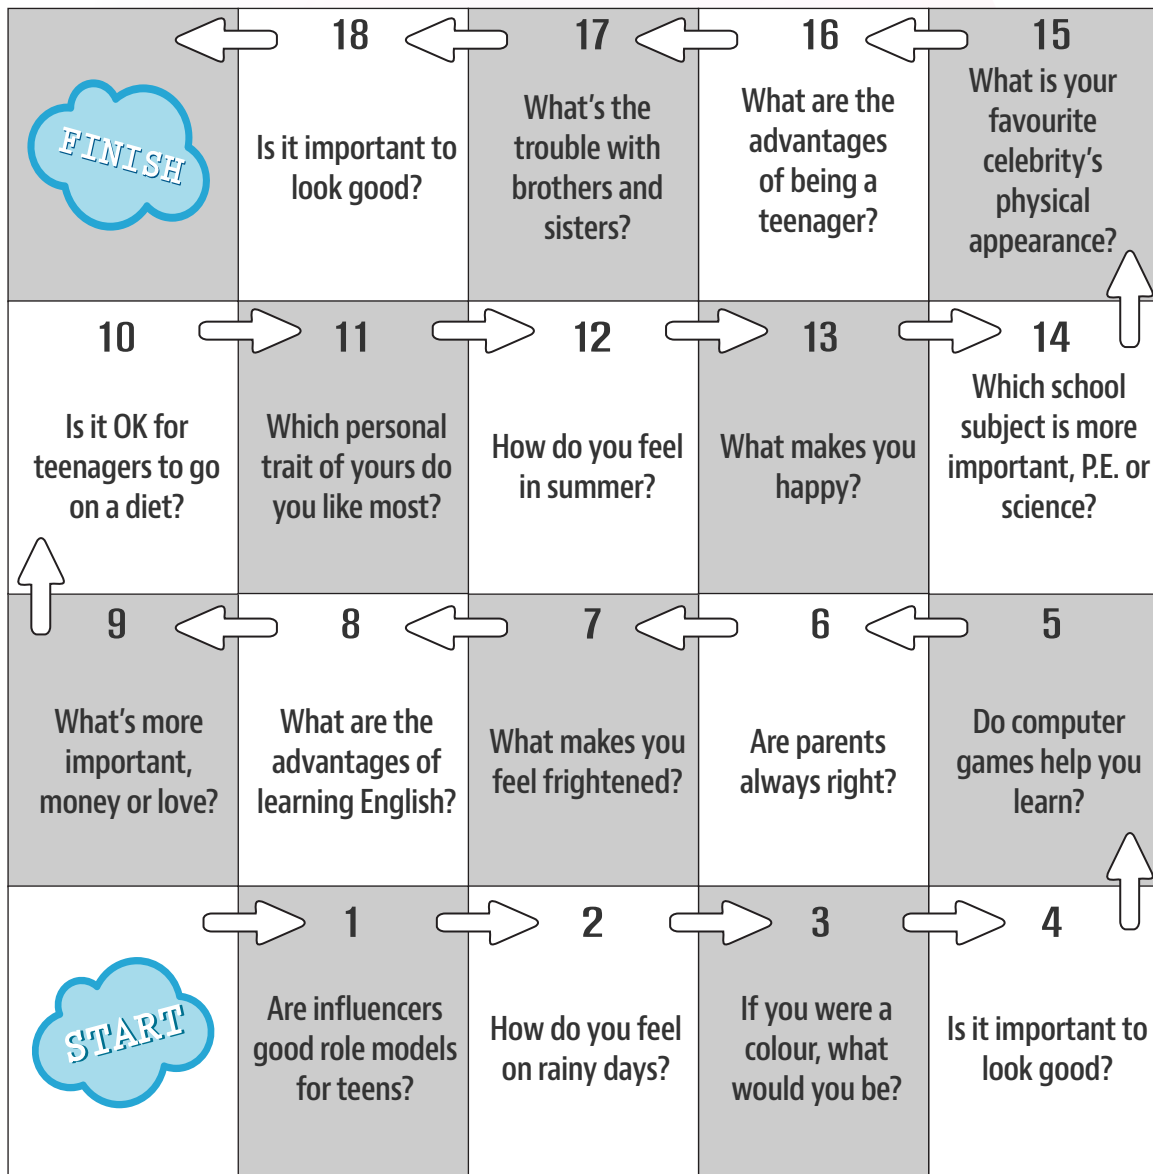 FINISH
18
Is it important to
look good?
17
What's the
trouble with
brothers and
sisters?
16
What are the
advantages
of being a
teenager?
15
What is your
favourite
celebrity's
physical
appearance?
10
Is it OK for
teenagers to go
on a diet?
11
Which personal
trait of yours do
you like most?
12
How do you feel
in summer?
13
What makes you
happy?
14
Which school
subject is more
important, P.E. or
science?
9
What's more
important,
money or love?
8
What are the
advantages of
learning English?
7
What makes you
feel frightened?
6
Are parents
always right?
5
Do computer
games help you
learn?
START
1
Are influencers
good role models
for teens?
2
How do you feel
on rainy days?
3
If you were a
colour, what
would you be?
4
Is it important to
look good?